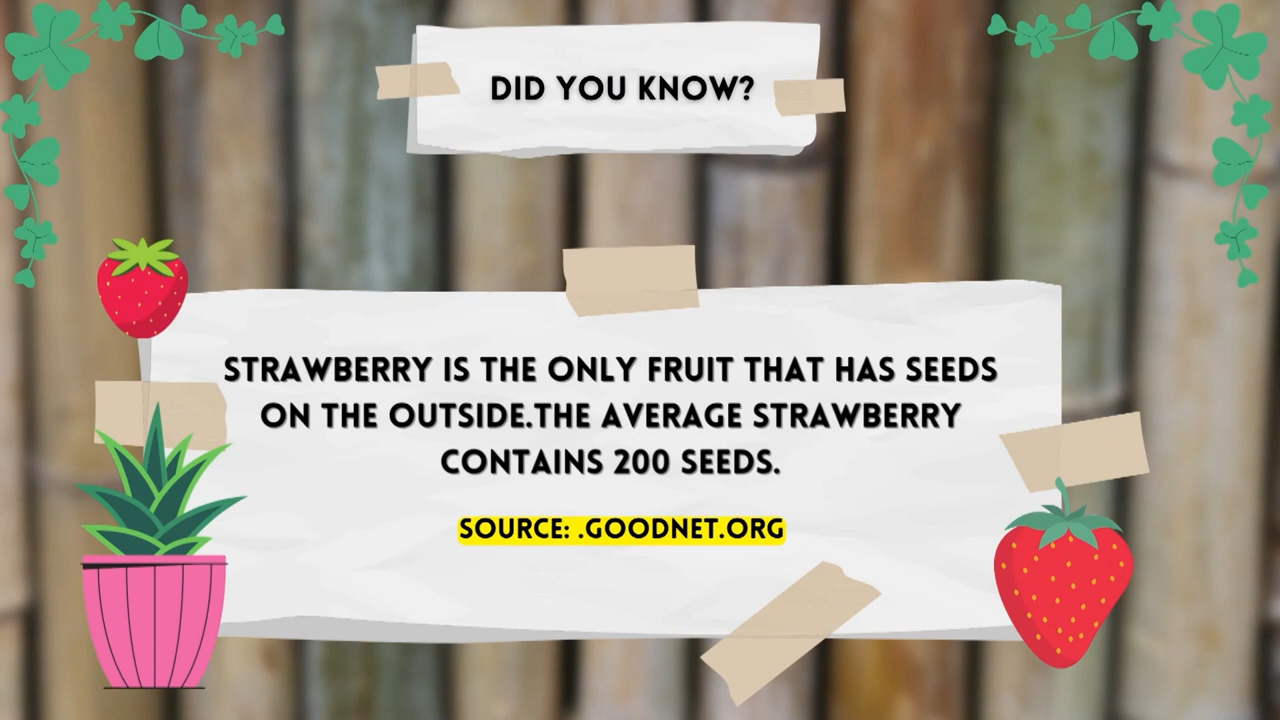 DID YOU KNOW?
STRAWBERRY IS THE ONLY FRUIT THAT HAS SEEDS
ON THE OUTSIDE.THE AVERAGE STRAWBERRY
CONTAINS 200 SEEDS.
SOURCE: .GOODNET.ORG